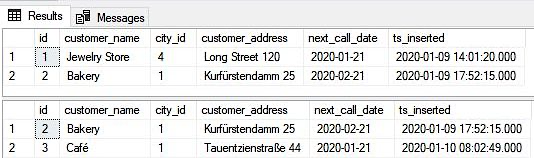 Results Messages
id customer_name city_id customer_address next_call_date ts_inserted
1 1 Jewelry Store 4 Long Street 120 2020-01-21 2020-01-09 14:01:20.000
2 2 Bakery 1 Kurfürstendamm 25 2020-02-21 2020-01-09 17:52:15.000
id customer_name city_id customer_address next_call_date ts_inserted
1 2 Bakery 1 Kurfürstendamm 25 2020-02-21 2020-01-09 17:52:15.000
2 3 Café 1 Tauentzienstraße 44 2020-01-21 2020-01-10 08:02:49.000